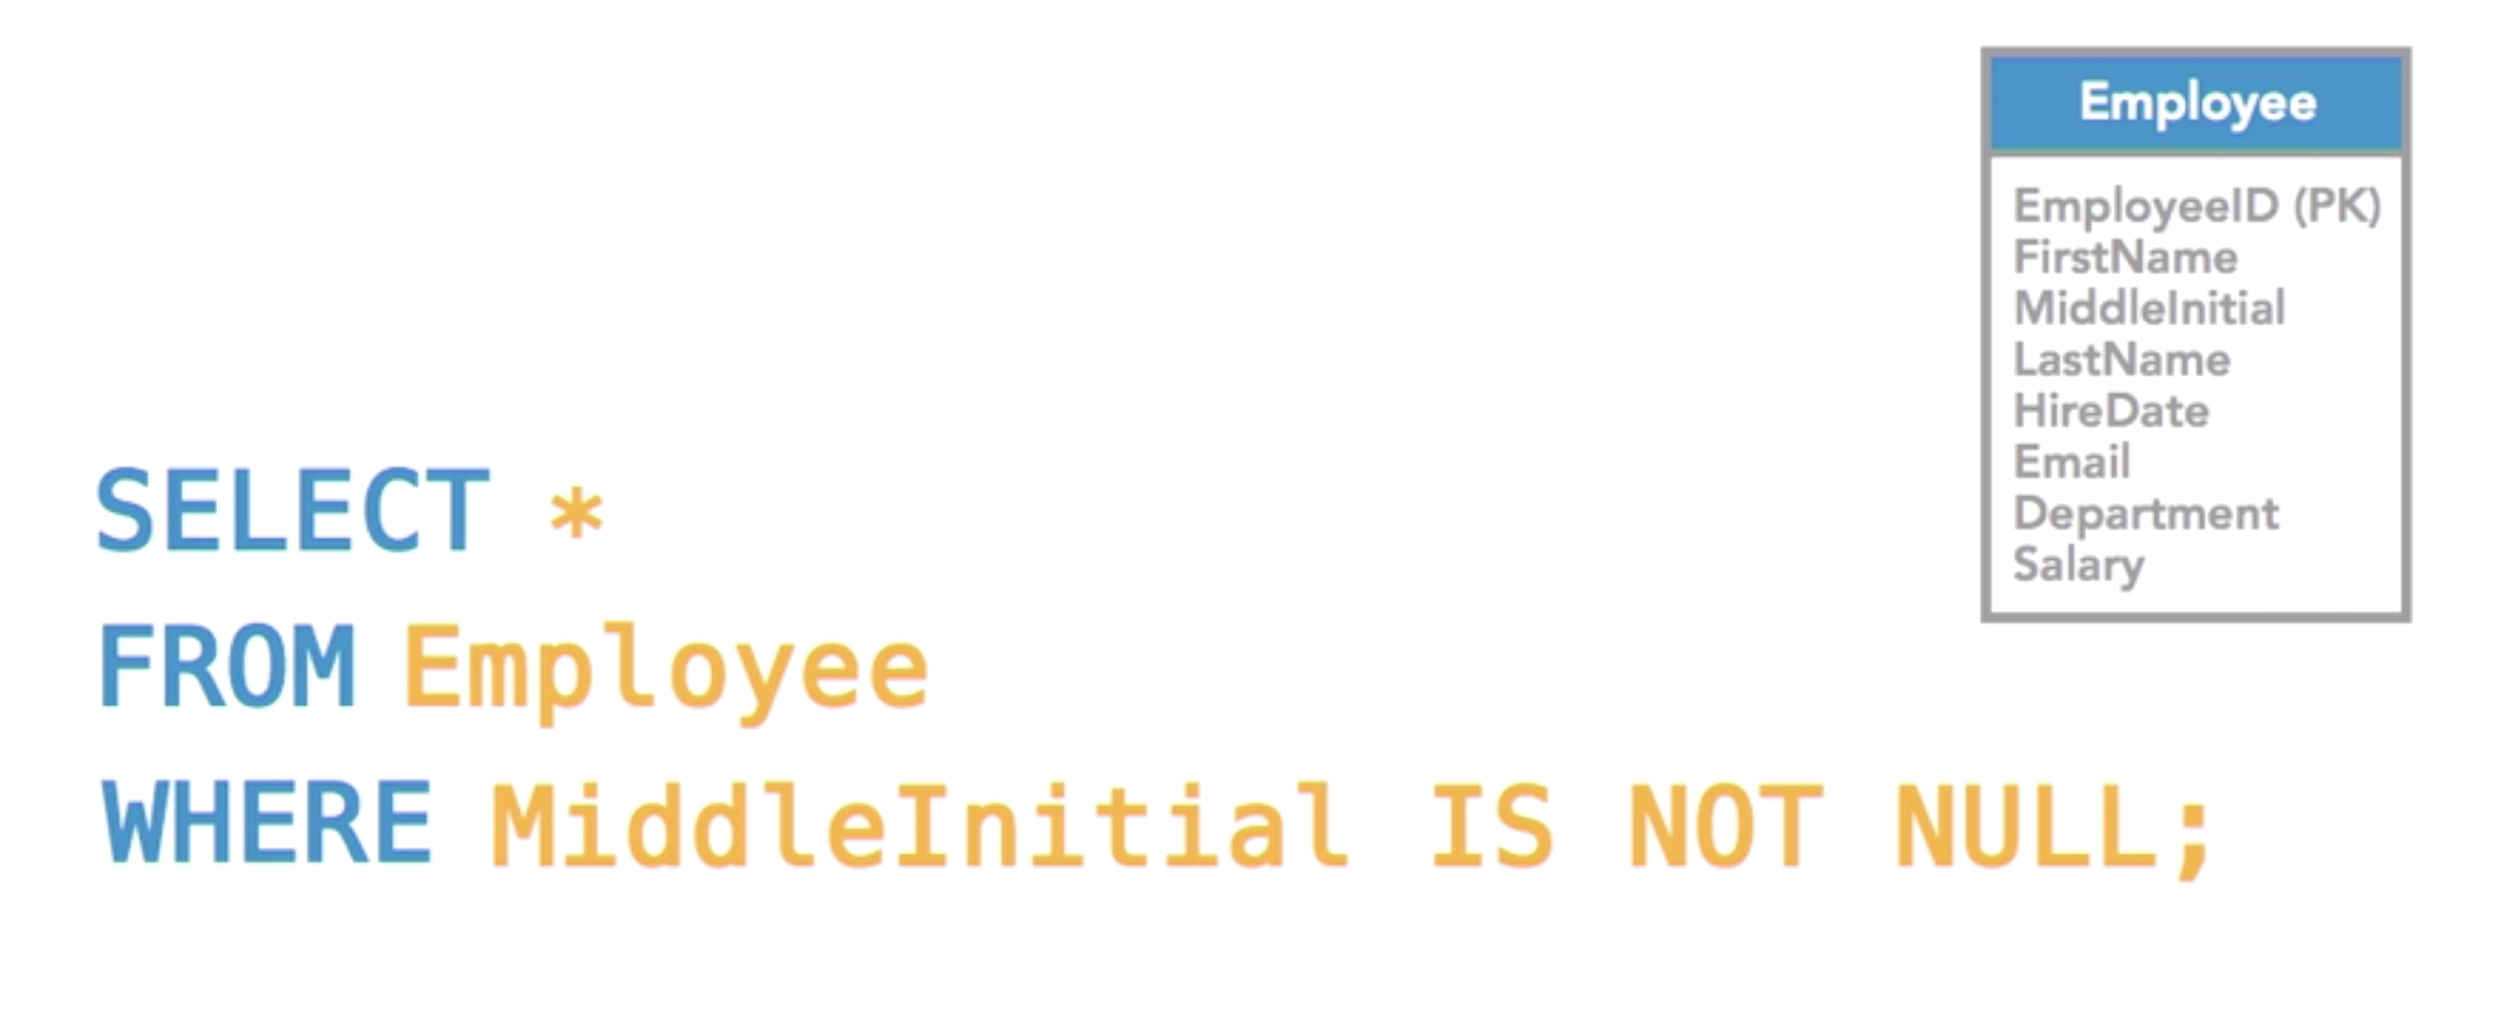 Employee
EmployeeID (PK)
FirstName
MiddleInitial
LastName
HireDate
Email
Department
Salary
SELECT *
FROM Employee
WHERE MiddleInitial IS NOT NULL;